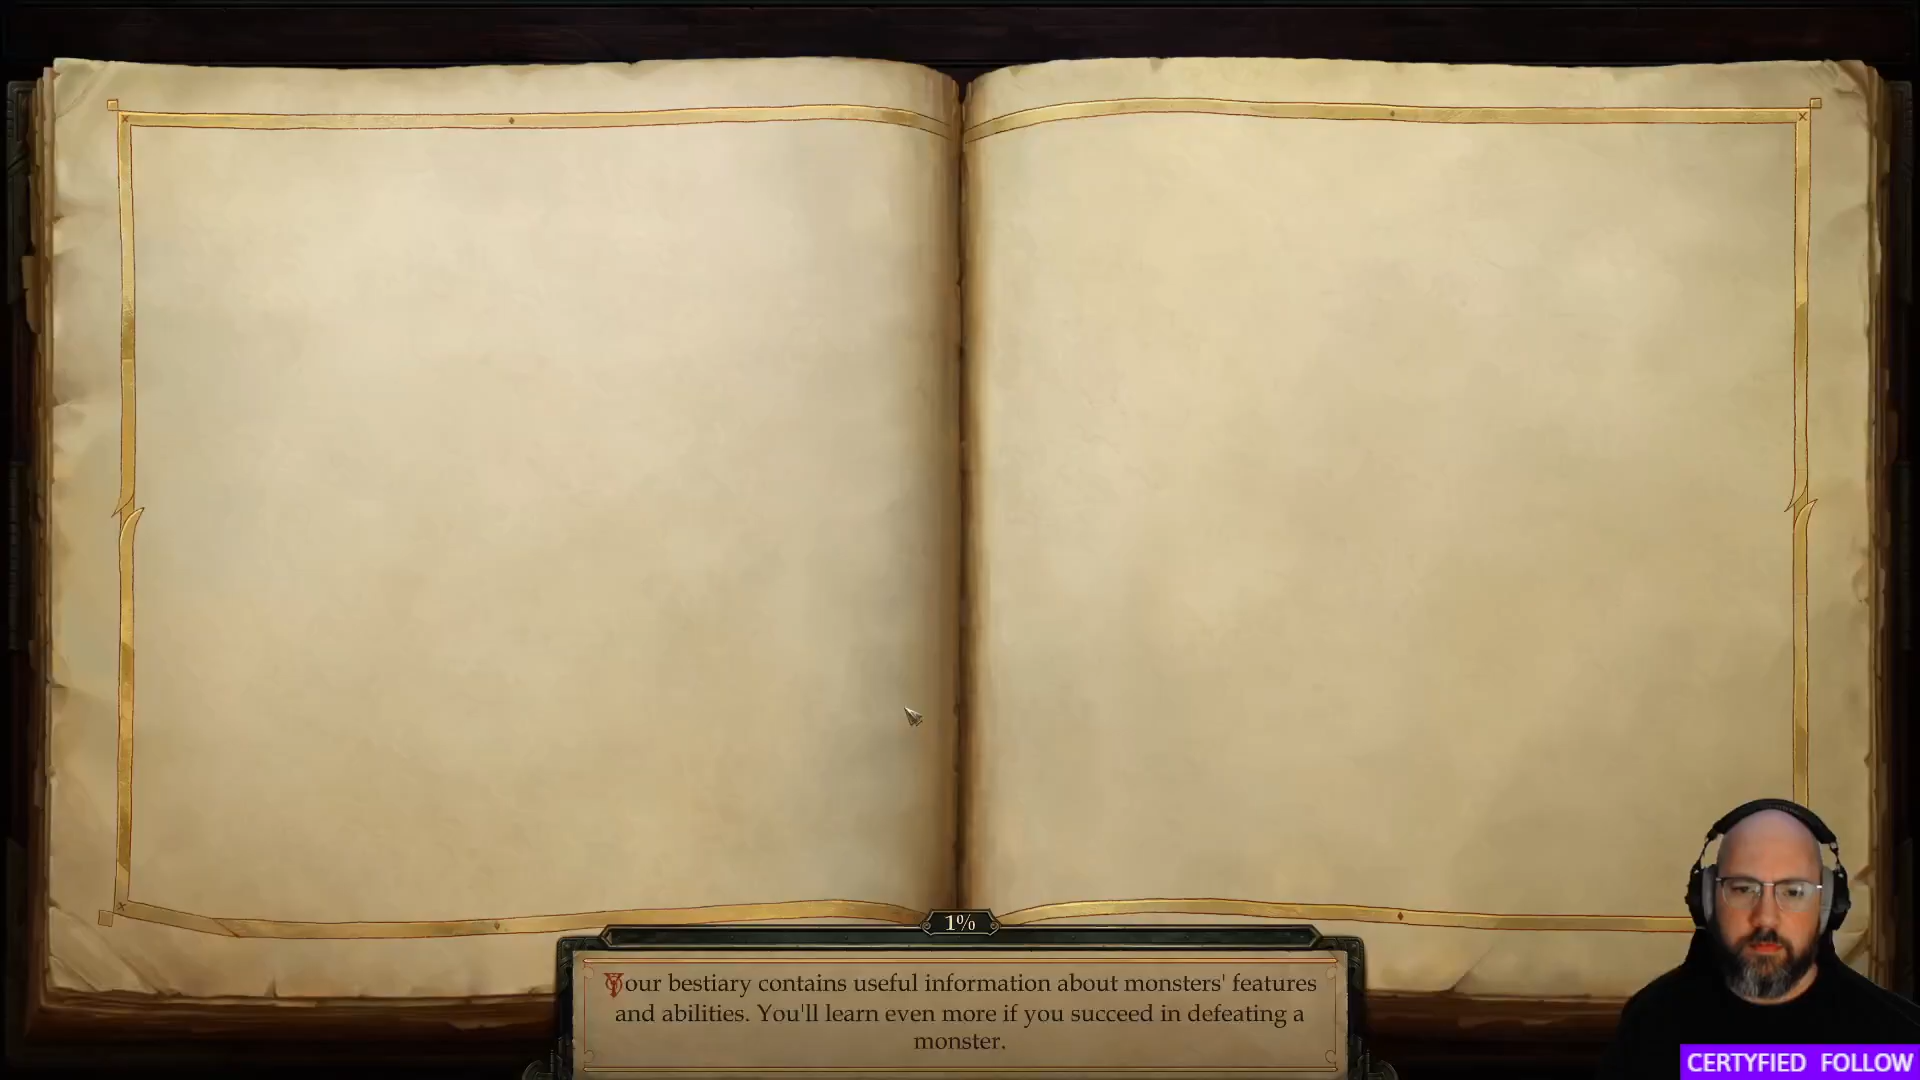 1%
Your bestiary contains useful information about monsters' features
and abilities. You'll learn even more if you succeed in defeating a
monster.
CERTYFIED FOLLOW